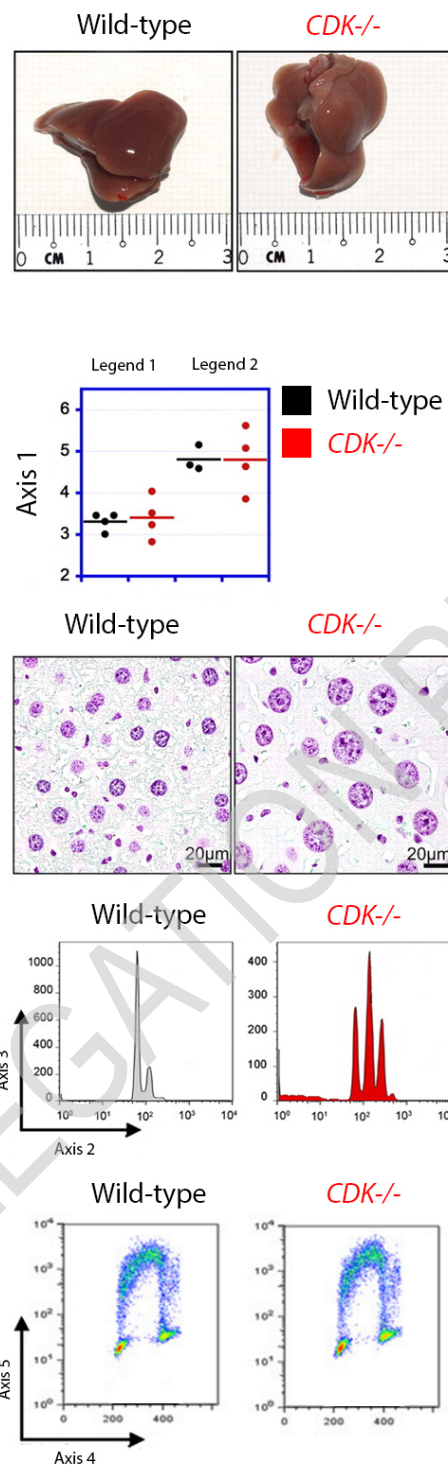 Wild-type CDK-/-
0 CM 1 2 3 0 CM 1 2 3
Legend 1 Legend 2
Axis 1
6
5
4
3
2
Wild-type
CDK-/-
Wild-type CDK-/-
20µm 20µm
Wild-type CDK-/-
Axis 3
1000
800
600
400
200
0
10⁰ 10¹ 10² 10³ 10⁴
400
300
200
100
0
10⁰ 10¹ 10² 10³
Axis 2
Wild-type CDK-/-
Axis 5
10⁴
10³
10²
10¹
10⁰
0 200 400
10⁴
10³
10²
10¹
10⁰
0 200 400
Axis 4